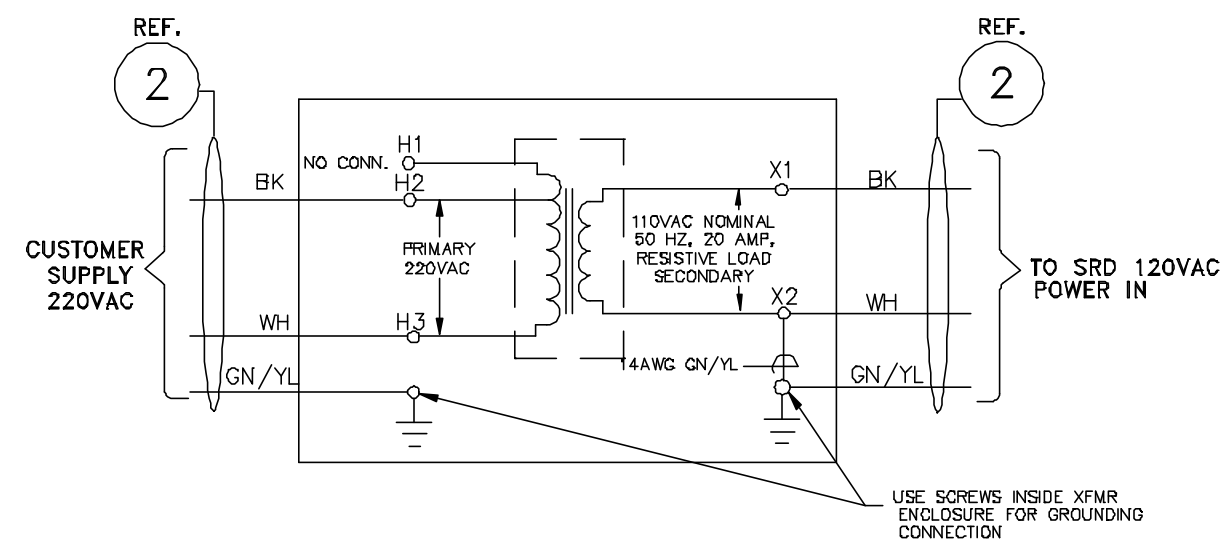 REF.
2
REF.
2
H1
NO CONN.
BK
H2
X1
BK
CUSTOMER
SUPPLY
220VAC
PRIMARY
220VAC
110VAC NOMINAL
50 HZ, 20 AMP,
RESISTIVE LOAD
SECONDARY
TO SRD 120VAC
POWER IN
WH
H3
X2
WH
GN/YL
14AWG GN/YL
GN/YL
USE SCREWS INSIDE XFMR
ENCLOSURE FOR GROUNDING
CONNECTION